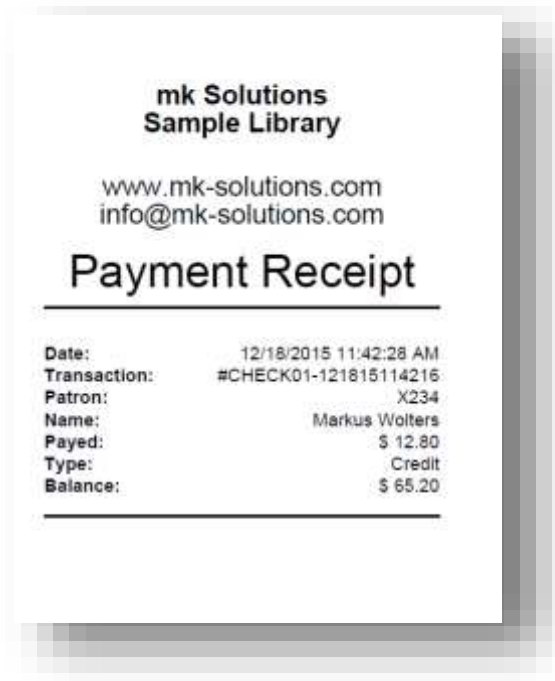 mk Solutions
Sample Library
www.mk-solutions.com
info@mk-solutions.com
Payment Receipt
Date: 12/18/2015 11:42:28 AM
Transaction: #CHECK01-121815114216
Patron: X234
Name: Markus Wolters
Payed: $ 12.80
Type: Credit
Balance: $ 65.20